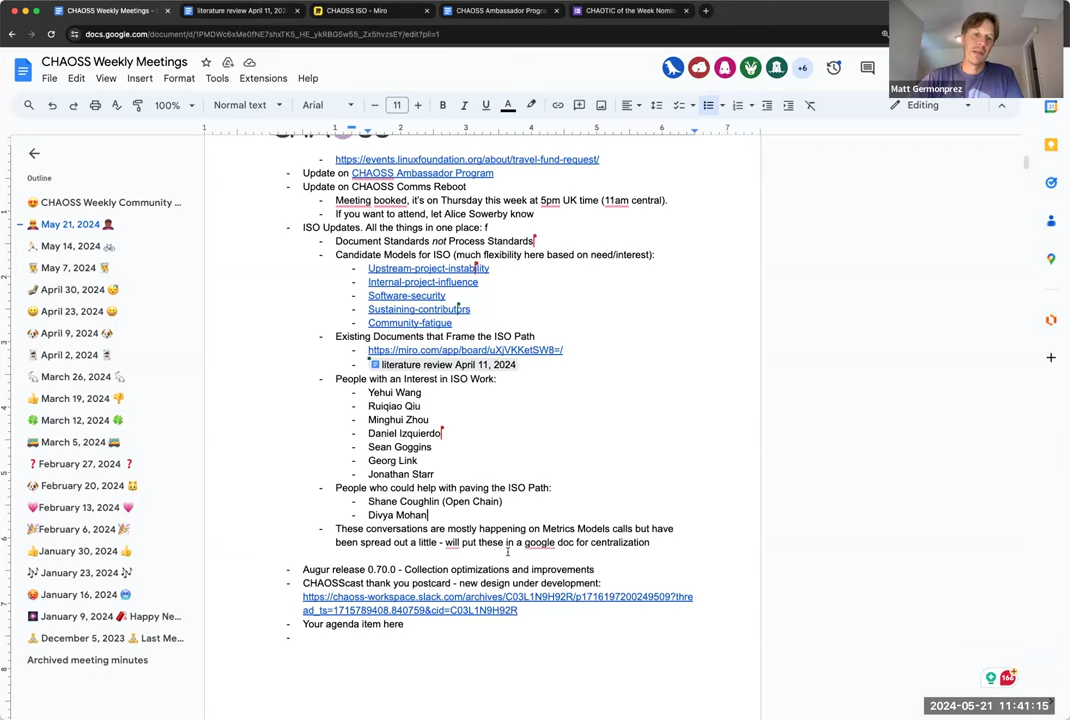 CHAOSS Weekly Meetings -
literature review April 11, 202
CHAOSS ISO - Miro
CHAOSS Ambassador Progra
CHAOTIC of the Week Nomin
docs.google.com/document/d/1PMDWc6xMe0fNE7shxTK5_HE_ykRBG5w55_Zx5hvzsEY/edit?pli=1
Matt Germonprez
CHAOSS Weekly Meetings
File Edit View Insert Format Tools Extensions Help
+6
100% Normal text Arial 11 Editing
1 1 2 3 4 5 6 7
Outline
CHAOSS Weekly Community ...
May 21, 2024
May 14, 2024
May 7, 2024
April 30, 2024
April 23, 2024
April 9, 2024
April 2, 2024
March 26, 2024
March 19, 2024
March 12, 2024
March 5, 2024
February 27, 2024
February 20, 2024
February 13, 2024
February 6, 2024
January 30, 2024
January 23, 2024
January 16, 2024
January 9, 2024 Happy Ne...
December 5, 2023 Last Me...
Archived meeting minutes
- https://events.linuxfoundation.org/about/travel-fund-request/
- Update on CHAOSS Ambassador Program
- Update on CHAOSS Comms Reboot
- Meeting booked, it's on Thursday this week at 5pm UK time (11am central).
- If you want to attend, let Alice Sowerby know
- ISO Updates. All the things in one place: f
- Document Standards not Process Standards
- Candidate Models for ISO (much flexibility here based on need/interest):
- Upstream-project-instability
- Internal-project-influence
- Software-security
- Sustaining-contributors
- Community-fatigue
- Existing Documents that Frame the ISO Path
- https://miro.com/app/board/uXjVKKetSW8=/
- literature review April 11, 2024
- People with an Interest in ISO Work:
- Yehui Wang
- Ruiqiao Qiu
- Minghui Zhou
- Daniel Izquierdo
- Sean Goggins
- Georg Link
- Jonathan Starr
- People who could help with paving the ISO Path:
- Shane Coughlin (Open Chain)
- Divya Mohan
- These conversations are mostly happening on Metrics Models calls but have
been spread out a little - will put these in a google doc for centralization
- Augur release 0.70.0 - Collection optimizations and improvements
- CHAOSScast thank you postcard - new design under development:
https://chaoss-workspace.slack.com/archives/C03L1N9H92R/p1716197200249509?thre
ad_ts=1715789408.840759&cid=C03L1N9H92R
- Your agenda item here
-
166
2024-05-21 11:41:15